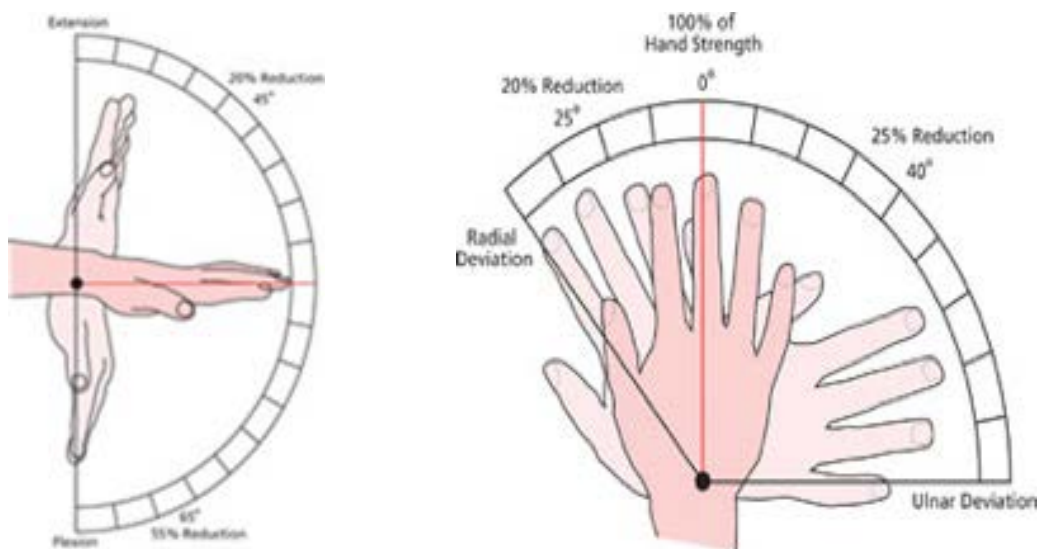 Extension
20% Reduction
45°
65°
55% Reduction
Flexion
100% of
Hand Strength
0°
20% Reduction
25°
25% Reduction
40°
Radial
Deviation
Ulnar Deviation